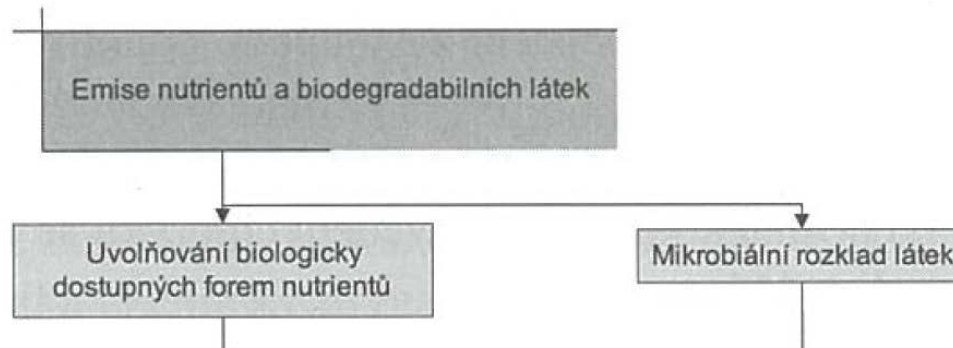 Emise nutrientů a biodegradabilních látek
Uvolňování biologicky
dostupných forem nutrientů
Mikrobiální rozklad látek